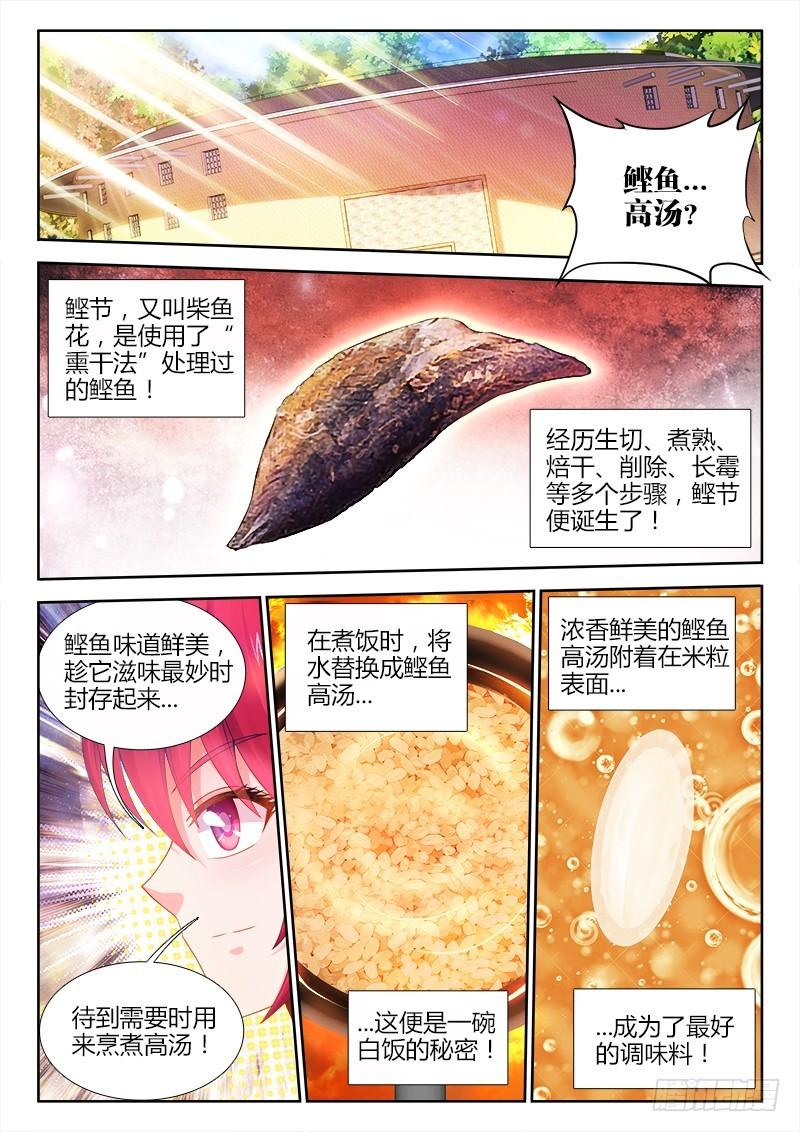 鲣鱼...
高汤？
鲣节，又叫柴鱼
花，是使用了“
熏干法”处理过
的鲣鱼！
经历生切、煮熟、
焙干、削除、长霉
等多个步骤，鲣节
便诞生了！
鲣鱼味道鲜美，
趁它滋味最妙时
封存起来...
待到需要时用
来烹煮高汤！
在煮饭时，将
水替换成鲣鱼
高汤...
...这便是一碗
白饭的秘密！
浓香鲜美的鲣鱼
高汤附着在米粒
表面...
...成为了最好
的调味料！